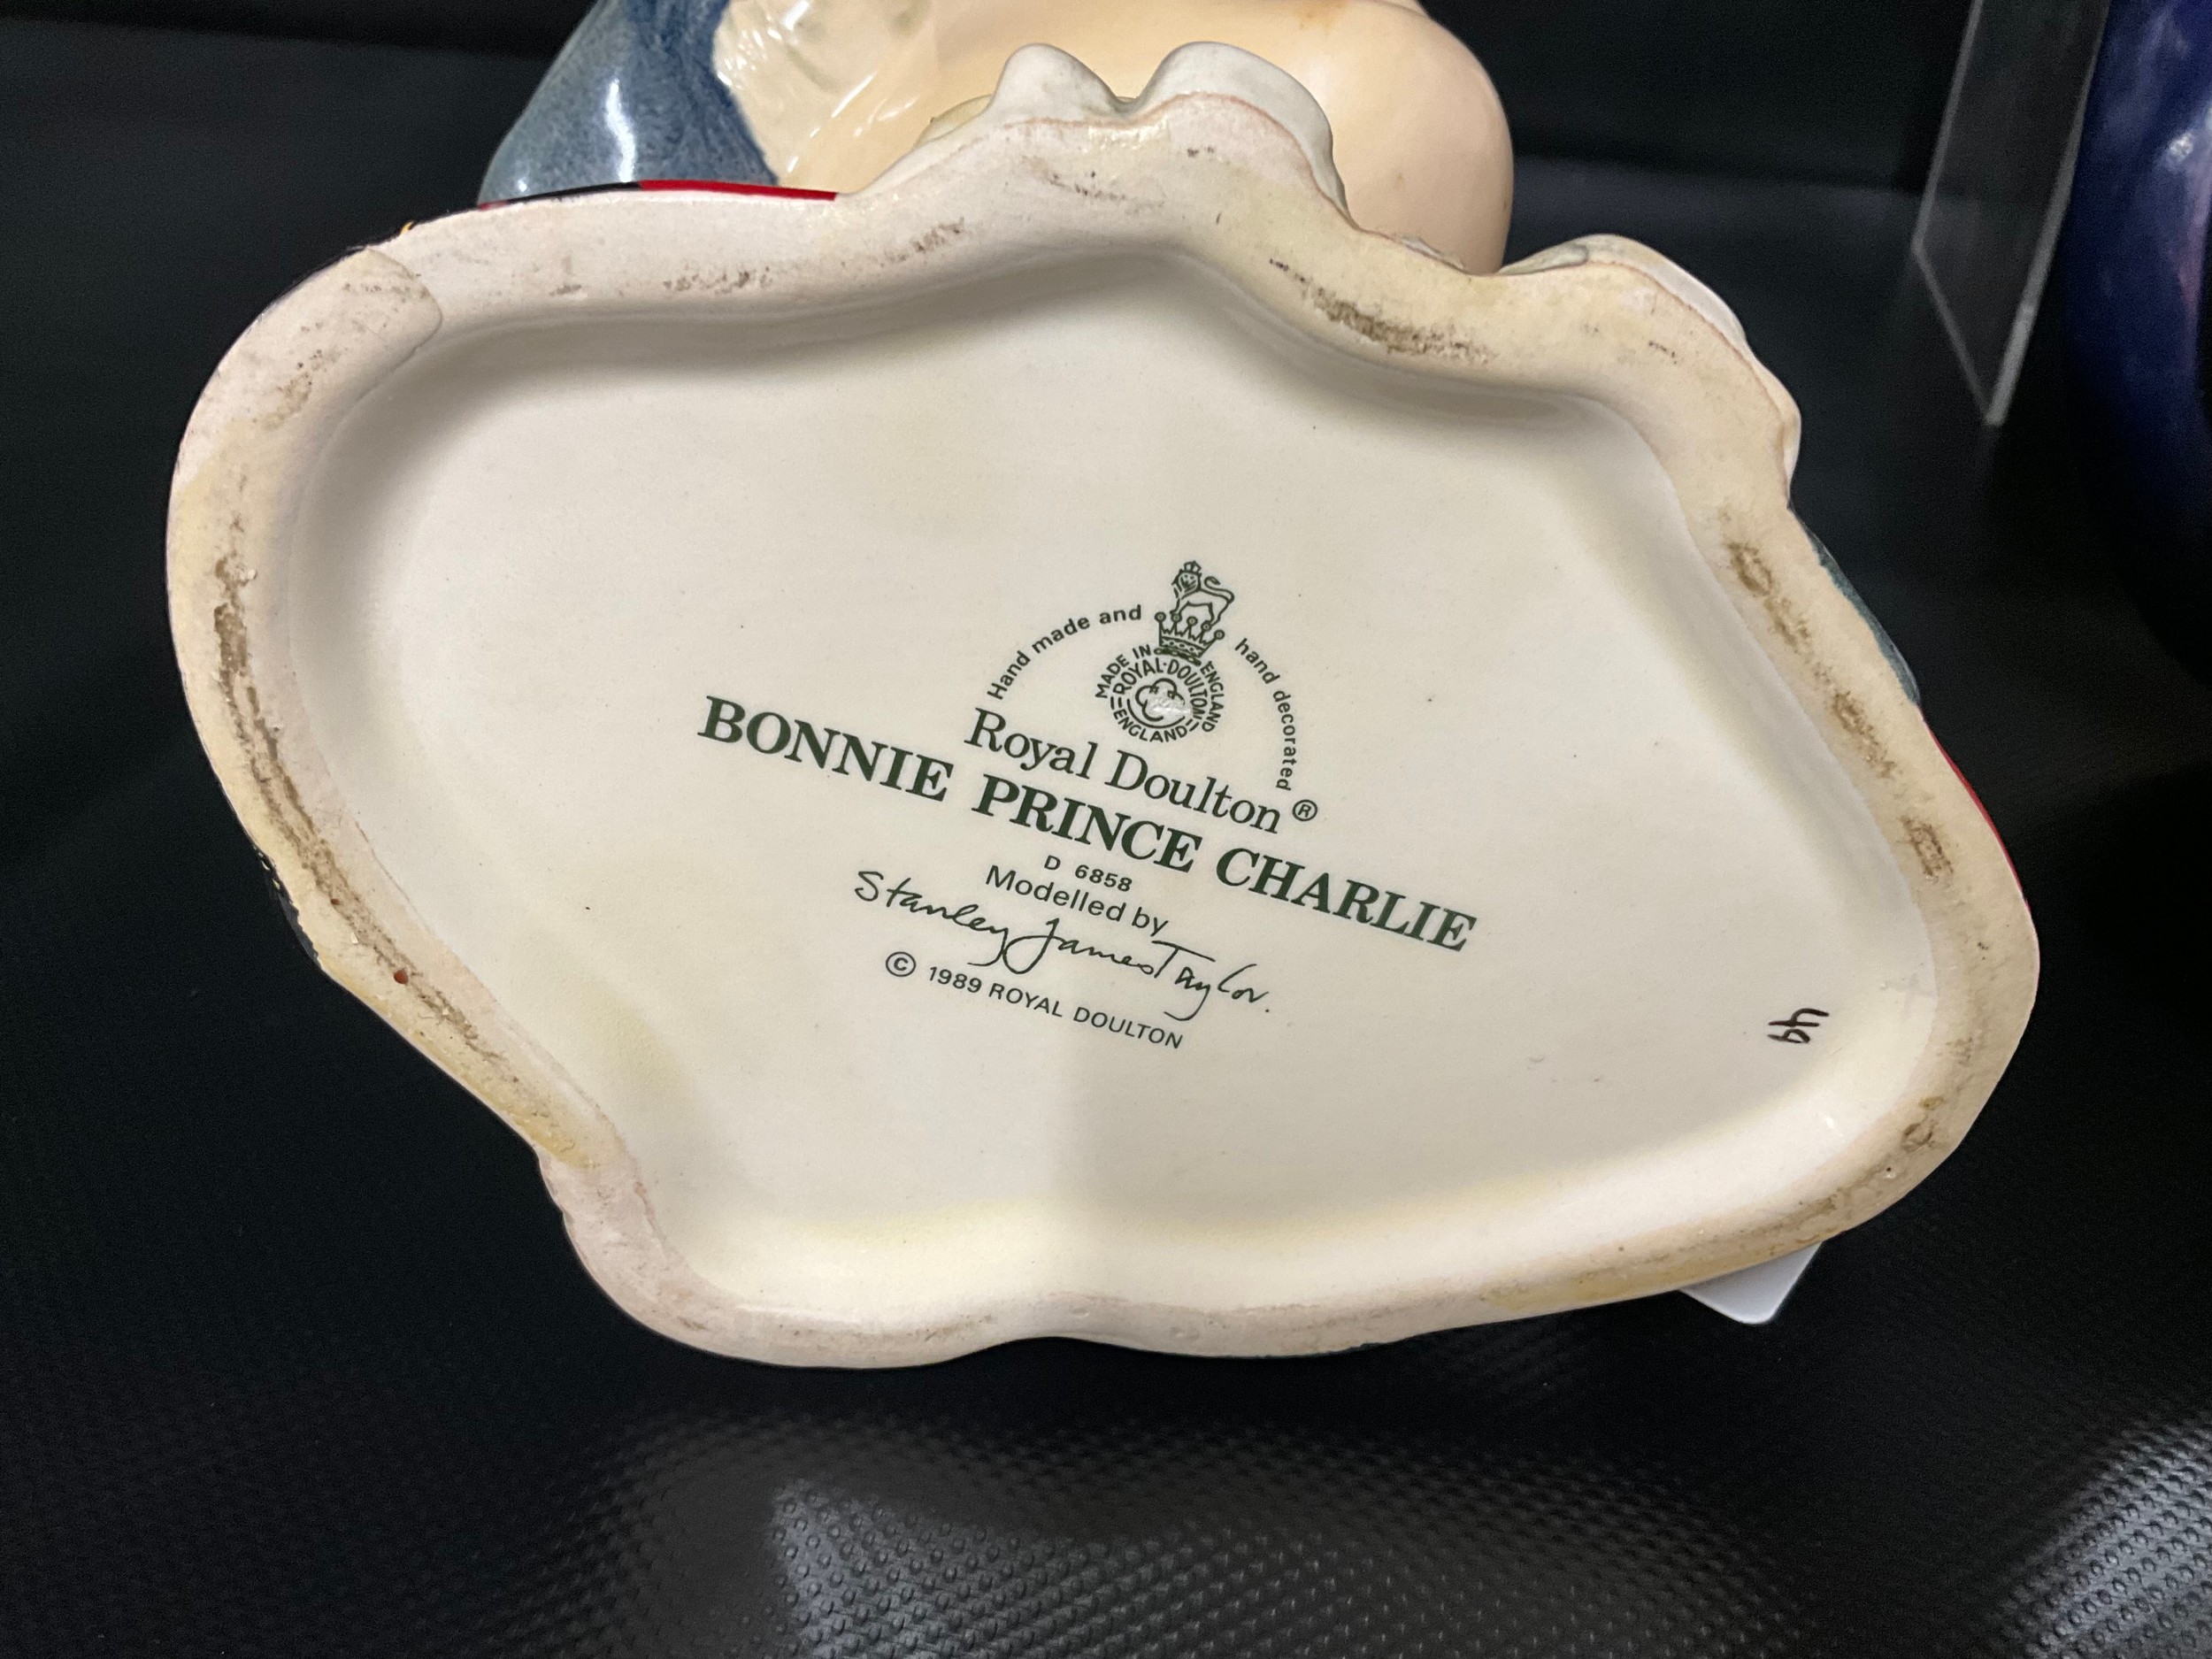 Hand made and hand decorated
MADE IN ENGLAND
ROYAL·DOULTON
ENGLAND
Royal Doulton®
BONNIE PRINCE CHARLIE
D 6858
Modelled by
Stanley James Taylor.
© 1989 ROYAL DOULTON
bh